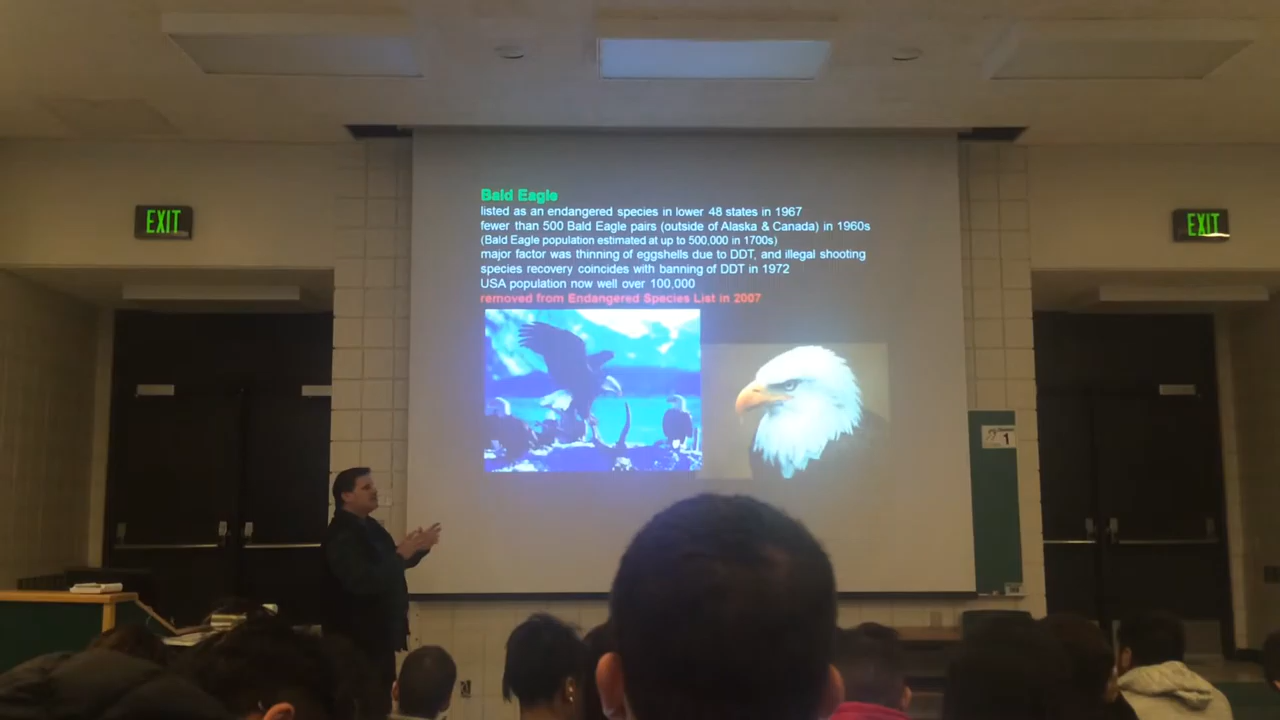 Bald Eagle
listed as an endangered species in lower 48 states in 1967
fewer than 500 Bald Eagle pairs (outside of Alaska & Canada) in 1960s
(Bald Eagle population estimated at up to 500,000 in 1700s)
major factor was thinning of eggshells due to DDT, and illegal shooting
species recovery coincides with banning of DDT in 1972
USA population now well over 100,000
removed from Endangered Species List in 2007
EXIT
EXIT
1